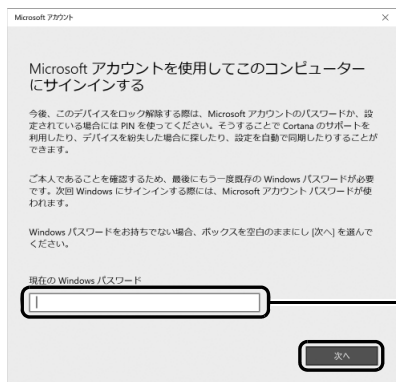 Microsoft アカウント
Microsoft アカウントを使用してこのコンピューター
にサインインする
今後、このデバイスをロック解除する際は、Microsoft アカウントのパスワードか、設
定されている場合には PIN を使ってください。そうすることで Cortana のサポートを
利用したり、デバイスを紛失した場合に探したり、設定を自動で同期したりすることが
できます。
ご本人であることを確認するため、最後にもう一度既存の Windows パスワードが必要
です。次回 Windows にサインインする際には、Microsoft アカウント パスワードが使
われます。
Windows パスワードをお持ちでない場合、ボックスを空白のままにし [次へ] を選んで
ください。
現在の Windows パスワード
次へ